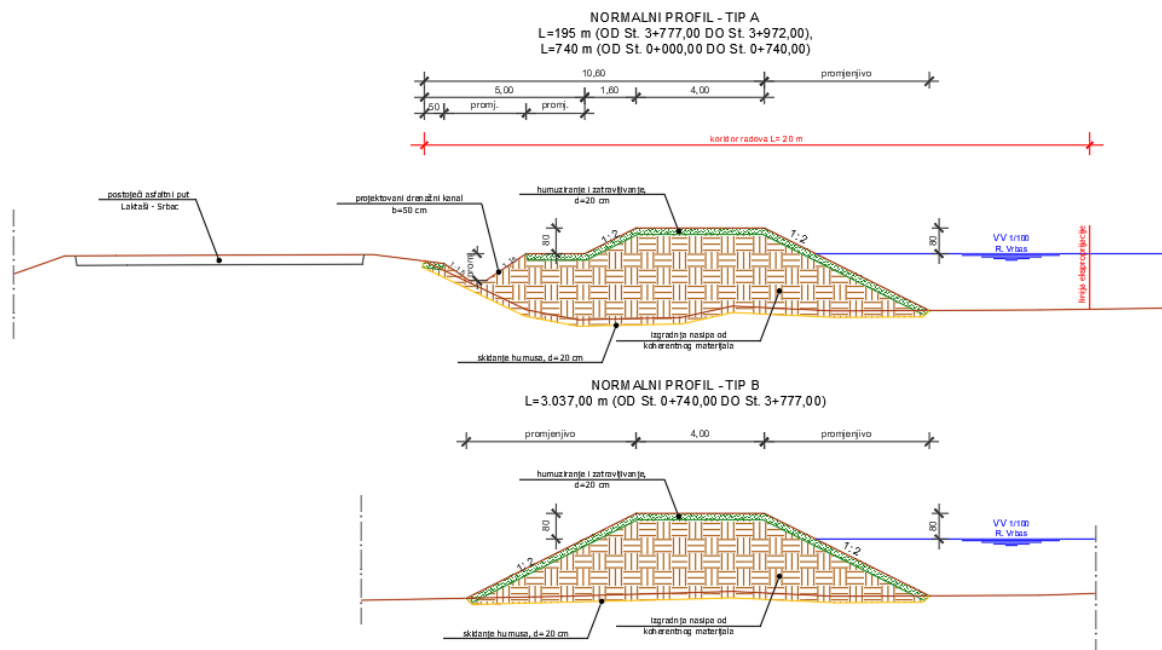 NORMALNI PROFIL - TIP A
L=195 m (OD St. 3+777,00 DO St. 3+972,00),
L=740 m (OD St. 0+000,00 DO St. 0+740,00)
10,60
promjenjivo
5,00
1,60
4,00
50
promj.
promj.
koridor radova L= 20 m
postojeći asfaltni put
Laktaši - Srbac
projektovani drenažni kanal
b=50 cm
humuziranje i zatravljivanje,
d=20 cm
80
1:2
1:2
80
VV 1/100
R. Vrbas
linija eksproprijacije
promj.
izgradnja nasipa od
koherentnog materijala
skidanje humusa, d=20 cm
NORMALNI PROFIL - TIP B
L=3.037,00 m (OD St. 0+740,00 DO St. 3+777,00)
promjenjivo
4,00
promjenjivo
humuziranje i zatravljivanje,
d=20 cm
80
80
VV 1/100
R. Vrbas
1:2
1:2
izgradnja nasipa od
koherentnog materijala
skidanje humusa, d=20 cm